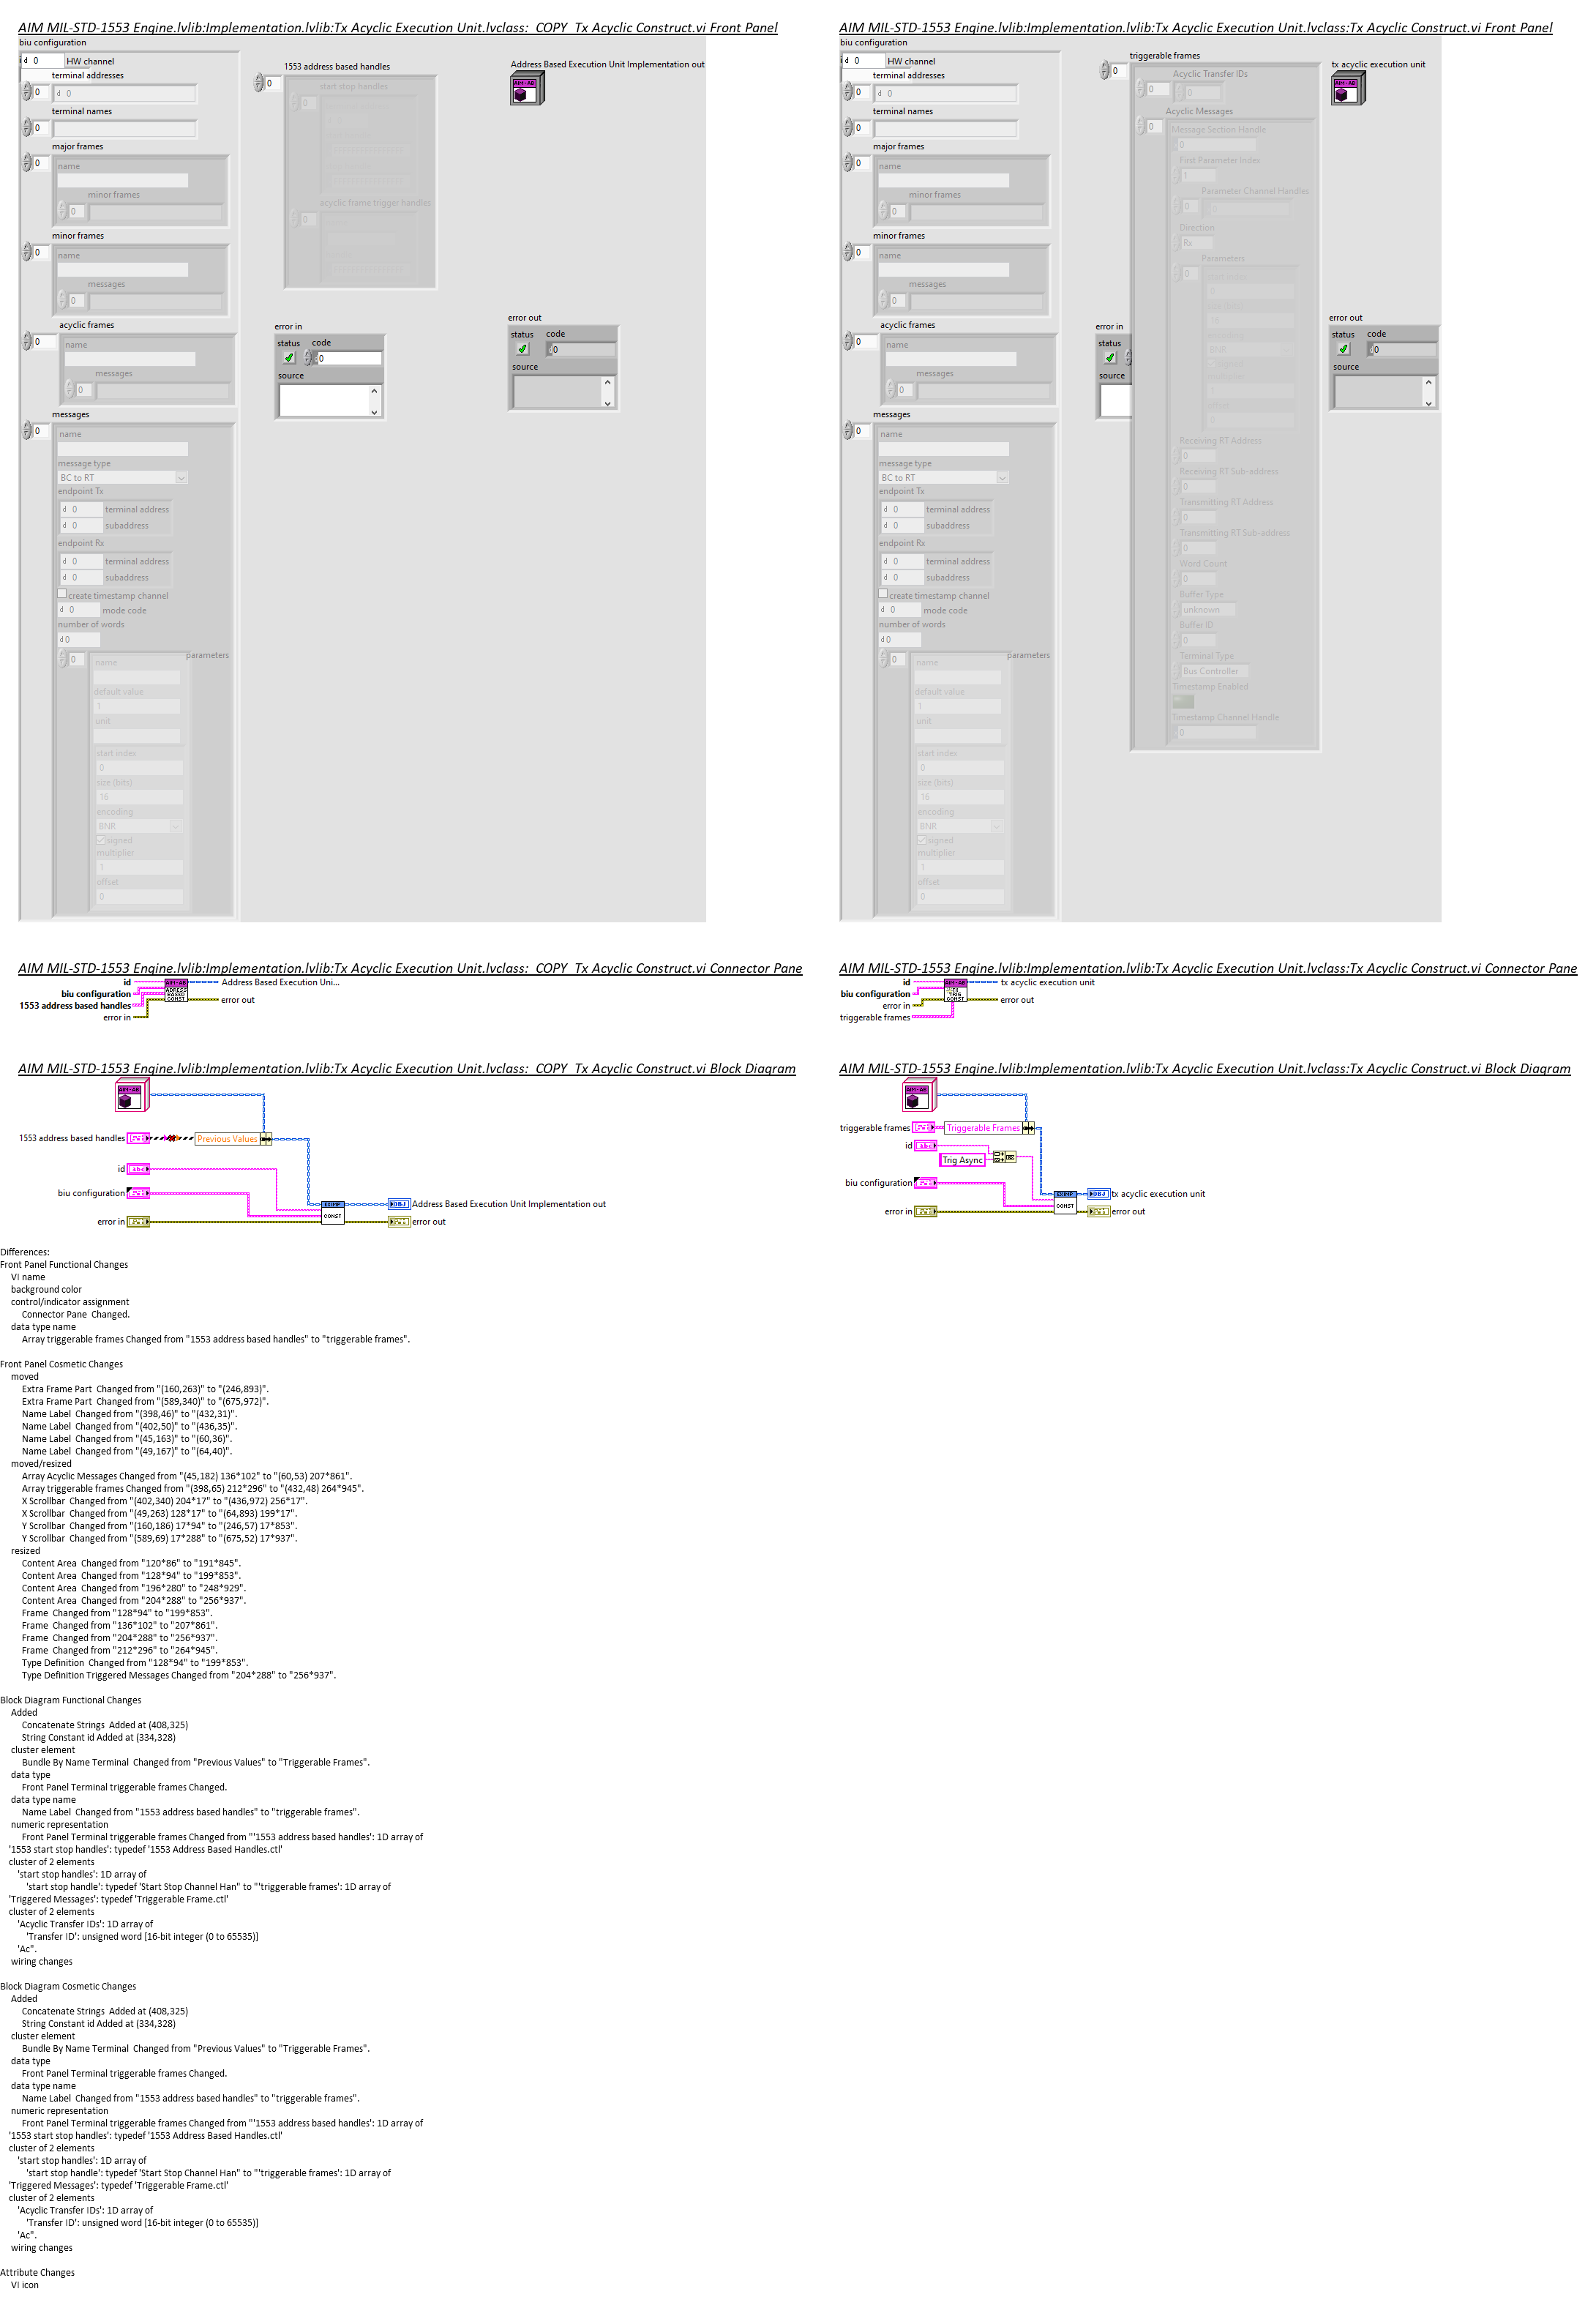 AIM MIL-STD-1553 Engine.lvlib:Implementation.lvlib:Tx Acyclic Execution Unit.lvclass:_COPY_Tx Acyclic Construct.vi Front Panel
biu configuration
d 0 HW channel
terminal addresses
0 d 0
terminal names
0
major frames
0 name
minor frames
0
minor frames
0 name
messages
0
acyclic frames
0 name
messages
0
messages
0 name
message type
BC to RT
endpoint Tx
d 0 terminal address
d 0 subaddress
endpoint Rx
d 0 terminal address
d 0 subaddress
create timestamp channel
d 0 mode code
number of words
d 0
parameters
0 name
default value
1
unit
start index
0
size (bits)
16
encoding
BNR
signed
multiplier
1
offset
0
1553 address based handles
0 start stop handles
0
acyclic frame trigger handles
0
error in
status code
0
source
Address Based Execution Unit Implementation out
AIM-AB
error out
status code
0
source
AIM MIL-STD-1553 Engine.lvlib:Implementation.lvlib:Tx Acyclic Execution Unit.lvclass:Tx Acyclic Construct.vi Front Panel
biu configuration
d 0 HW channel
terminal addresses
0 d 0
terminal names
0
major frames
0 name
minor frames
0
minor frames
0 name
messages
0
acyclic frames
0 name
messages
0
messages
0 name
message type
BC to RT
endpoint Tx
d 0 terminal address
d 0 subaddress
endpoint Rx
d 0 terminal address
d 0 subaddress
create timestamp channel
d 0 mode code
number of words
d 0
parameters
0 name
default value
1
unit
start index
0
size (bits)
16
encoding
BNR
signed
multiplier
1
offset
0
triggerable frames
0 Acyclic Transfer IDs
0 0
Acyclic Messages
0 Message Section Handle
0
First Parameter Index
1
Parameter Channel Handles
0
Direction
Rx
Parameters
0
16
BNR
signed
1
offset
0
Receiving RT Address
0
Receiving RT Sub-address
0
Transmitting RT Address
0
Transmitting RT Sub-address
0
Word Count
0
Buffer Type
unknown
Buffer ID
0
Terminal Type
Bus Controller
Timestamp Enabled
Timestamp Channel Handle
0
error in
status
source
tx acyclic execution unit
AIM-AB
error out
status code
0
source
AIM MIL-STD-1553 Engine.lvlib:Implementation.lvlib:Tx Acyclic Execution Unit.lvclass:_COPY_Tx Acyclic Construct.vi Connector Pane
id
biu configuration
1553 address based handles
error in
AIM-AB
ADRESS
BASED
CONST
Address Based Execution Uni...
error out
AIM MIL-STD-1553 Engine.lvlib:Implementation.lvlib:Tx Acyclic Execution Unit.lvclass:Tx Acyclic Construct.vi Connector Pane
id
biu configuration
error in
triggerable frames
AIM-AB
TX
TRIG
CONST
tx acyclic execution unit
error out
AIM MIL-STD-1553 Engine.lvlib:Implementation.lvlib:Tx Acyclic Execution Unit.lvclass:_COPY_Tx Acyclic Construct.vi Block Diagram
AIM-AB
1553 address based handles
Previous Values
id abc
biu configuration
error in
CONST
OBJ Address Based Execution Unit Implementation out
error out
AIM MIL-STD-1553 Engine.lvlib:Implementation.lvlib:Tx Acyclic Execution Unit.lvclass:Tx Acyclic Construct.vi Block Diagram
AIM-AB
triggerable frames Triggerable Frames
id abc
Trig Async
biu configuration
error in
CONST
OBJ tx acyclic execution unit
error out
Differences:
Front Panel Functional Changes
VI name
background color
control/indicator assignment
Connector Pane  Changed.
data type name
Array triggerable frames Changed from "1553 address based handles" to "triggerable frames".
Front Panel Cosmetic Changes
moved
Extra Frame Part  Changed from "(160,263)" to "(246,893)".
Extra Frame Part  Changed from "(589,340)" to "(675,972)".
Name Label  Changed from "(398,46)" to "(432,31)".
Name Label  Changed from "(402,50)" to "(436,35)".
Name Label  Changed from "(45,163)" to "(60,36)".
Name Label  Changed from "(49,167)" to "(64,40)".
moved/resized
Array Acyclic Messages Changed from "(45,182) 136*102" to "(60,53) 207*861".
Array triggerable frames Changed from "(398,65) 212*296" to "(432,48) 264*945".
X Scrollbar  Changed from "(402,340) 204*17" to "(436,972) 256*17".
X Scrollbar  Changed from "(49,263) 128*17" to "(64,893) 199*17".
Y Scrollbar  Changed from "(160,186) 17*94" to "(246,57) 17*853".
Y Scrollbar  Changed from "(589,69) 17*288" to "(675,52) 17*937".
resized
Content Area  Changed from "120*86" to "191*845".
Content Area  Changed from "128*94" to "199*853".
Content Area  Changed from "196*280" to "248*929".
Content Area  Changed from "204*288" to "256*937".
Frame  Changed from "128*94" to "199*853".
Frame  Changed from "136*102" to "207*861".
Frame  Changed from "204*288" to "256*937".
Frame  Changed from "212*296" to "264*945".
Type Definition  Changed from "128*94" to "199*853".
Type Definition Triggered Messages Changed from "204*288" to "256*937".
Block Diagram Functional Changes
Added
Concatenate Strings  Added at (408,325)
String Constant id Added at (334,328)
cluster element
Bundle By Name Terminal  Changed from "Previous Values" to "Triggerable Frames".
data type
Front Panel Terminal triggerable frames Changed.
data type name
Name Label  Changed from "1553 address based handles" to "triggerable frames".
numeric representation
Front Panel Terminal triggerable frames Changed from "'1553 address based handles': 1D array of
'1553 start stop handles': typedef '1553 Address Based Handles.ctl'
cluster of 2 elements
'start stop handles': 1D array of
'start stop handle': typedef 'Start Stop Channel Han" to "'triggerable frames': 1D array of
'Triggered Messages': typedef 'Triggerable Frame.ctl'
cluster of 2 elements
'Acyclic Transfer IDs': 1D array of
'Transfer ID': unsigned word [16-bit integer (0 to 65535)]
'Ac".
wiring changes
Block Diagram Cosmetic Changes
Added
Concatenate Strings  Added at (408,325)
String Constant id Added at (334,328)
cluster element
Bundle By Name Terminal  Changed from "Previous Values" to "Triggerable Frames".
data type
Front Panel Terminal triggerable frames Changed.
data type name
Name Label  Changed from "1553 address based handles" to "triggerable frames".
numeric representation
Front Panel Terminal triggerable frames Changed from "'1553 address based handles': 1D array of
'1553 start stop handles': typedef '1553 Address Based Handles.ctl'
cluster of 2 elements
'start stop handles': 1D array of
'start stop handle': typedef 'Start Stop Channel Han" to "'triggerable frames': 1D array of
'Triggered Messages': typedef 'Triggerable Frame.ctl'
cluster of 2 elements
'Acyclic Transfer IDs': 1D array of
'Transfer ID': unsigned word [16-bit integer (0 to 65535)]
'Ac".
wiring changes
Attribute Changes
VI icon